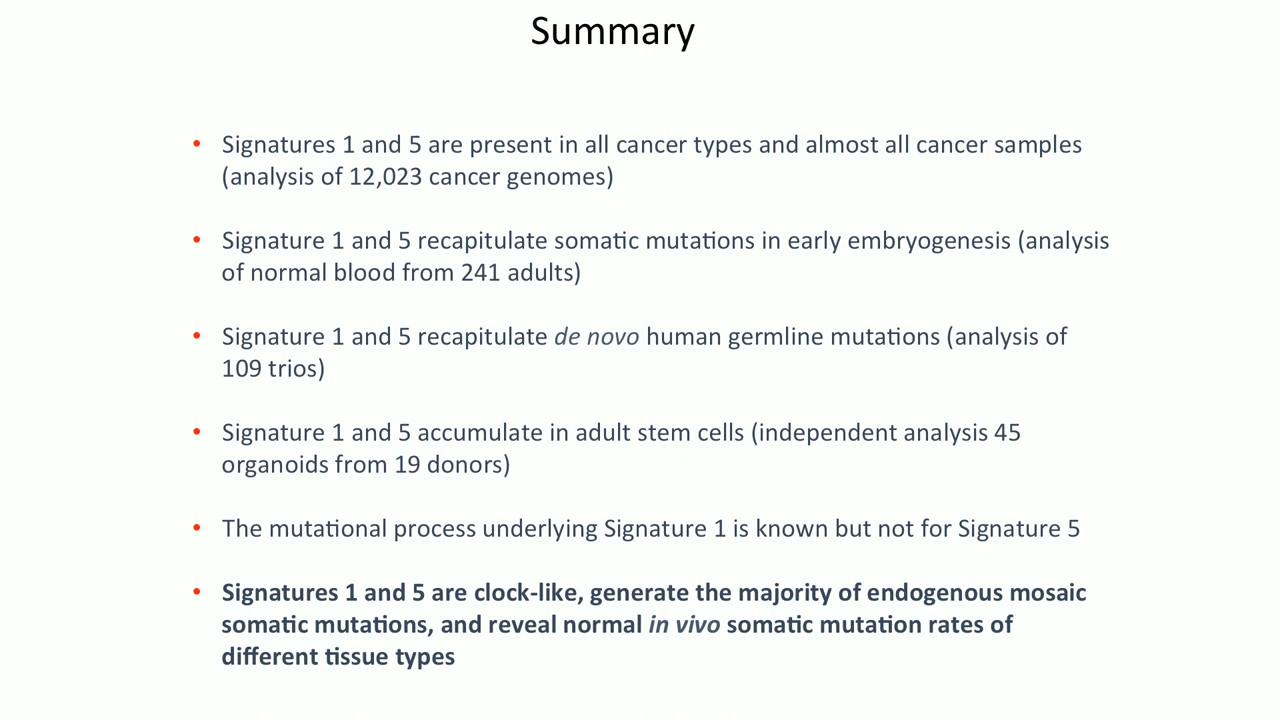 Summary
• Signatures 1 and 5 are present in all cancer types and almost all cancer samples
(analysis of 12,023 cancer genomes)
• Signature 1 and 5 recapitulate somatic mutations in early embryogenesis (analysis
of normal blood from 241 adults)
• Signature 1 and 5 recapitulate de novo human germline mutations (analysis of
109 trios)
• Signature 1 and 5 accumulate in adult stem cells (independent analysis 45
organoids from 19 donors)
• The mutational process underlying Signature 1 is known but not for Signature 5
• Signatures 1 and 5 are clock-like, generate the majority of endogenous mosaic
somatic mutations, and reveal normal in vivo somatic mutation rates of
different tissue types